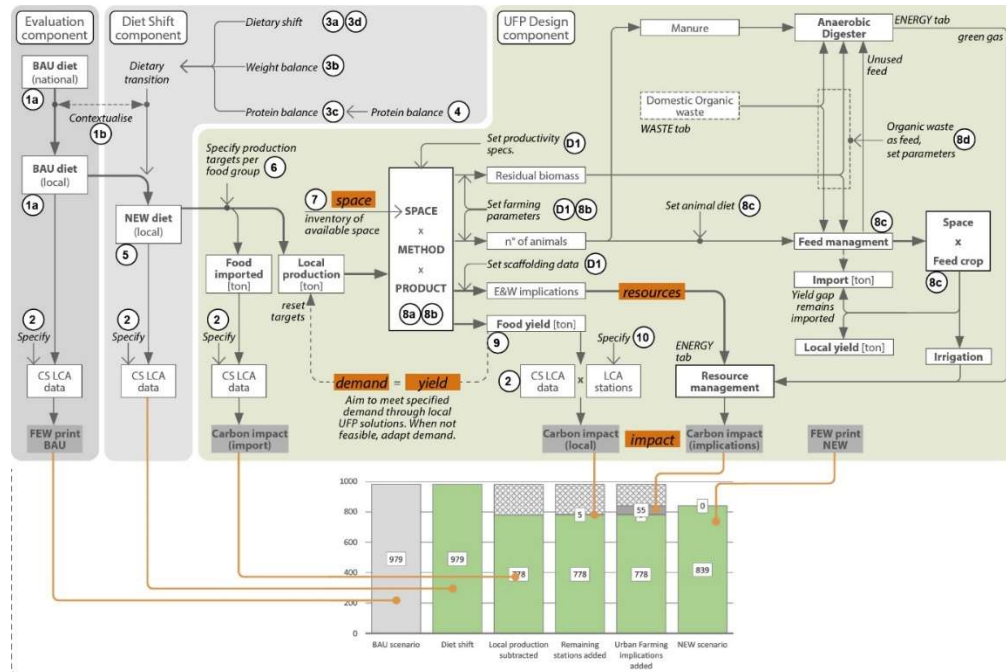 Evaluation
component
Diet Shift
component
UFP Design
component
BAU diet
(national)
1a
Contextualise
1b
BAU diet
(local)
1a
2
Specify
CS LCA
data
FEW print
BAU
Dietary
transition
Dietary shift
3a
3d
Weight balance
3b
Protein balance
3c
Protein balance
4
NEW diet
(local)
5
2
Specify
CS LCA
data
Specify production
targets per
food group
6
Food
imported
[ton]
Local
production
[ton]
reset
targets
2
Specify
CS LCA
data
Carbon impact
(import)
7
space
inventory of
available space
SPACE
x
METHOD
x
PRODUCT
8a
8b
Set productivity
specs.
D1
Set farming
parameters
D1
8b
Set scaffolding data
D1
Residual biomass
n° of animals
E&W implications
Food yield [ton]
9
demand = yield
Aim to meet specified
demand through local
UFP solutions. When not
feasible, adapt demand.
Specify
10
2
CS LCA
data
x
LCA
stations
Carbon impact
(local)
impact
Carbon impact
(implications)
FEW print
NEW
resources
ENERGY
tab
Resource
management
Manure
Anaerobic
Digester
ENERGY tab
green gas
Unused
feed
Domestic Organic
waste
WASTE tab
Organic waste
as feed,
set parameters
8d
Set animal diet
8c
8c
Feed managment
Space
x
Feed crop
8c
Import [ton]
Yield gap
remains
imported
Local yield [ton]
Irrigation
1000
800
600
400
200
0
979
979
778
5
778
55
778
0
839
BAU scenario
Diet shift
Local production
subtracted
Remaining
stations added
Urban Farming
implications
added
NEW scenario